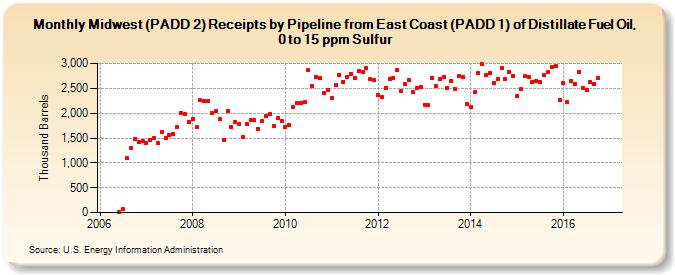 Monthly Midwest (PADD 2) Receipts by Pipeline from East Coast (PADD 1) of Distillate Fuel Oil,
0 to 15 ppm Sulfur
Thousand Barrels
3,000
2,500
2,000
1,500
1,000
500
0
2006 2008 2010 2012 2014 2016
Source: U.S. Energy Information Administration